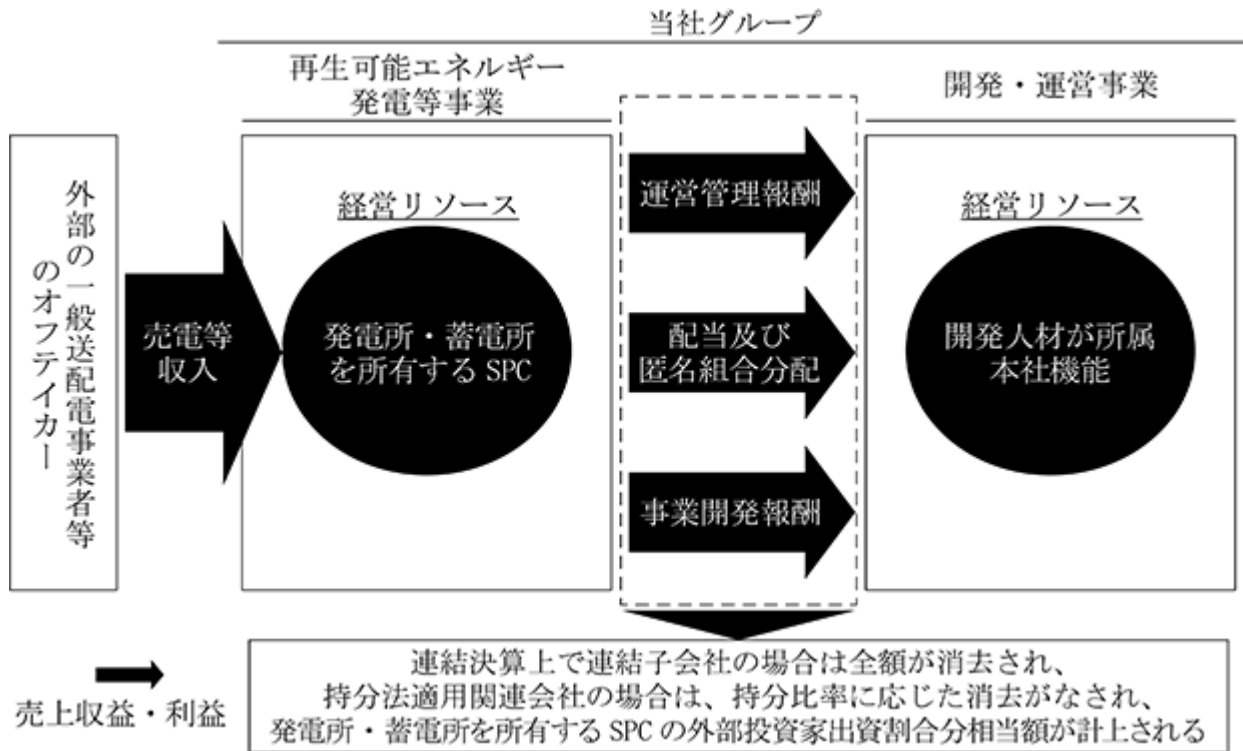 当社グループ
再生可能エネルギー
発電等事業
開発・運営事業
外部の一般送配電事業者等
のオフテイカー
売電等
収入
経営リソース
発電所・蓄電所
を所有する SPC
運営管理報酬
配当及び
匿名組合分配
事業開発報酬
経営リソース
開発人材が所属
本社機能
売上収益・利益
連結決算上で連結子会社の場合は全額が消去され、
持分法適用関連会社の場合は、持分比率に応じた消去がなされ、
発電所・蓄電所を所有する SPC の外部投資家出資割合分相当額が計上される